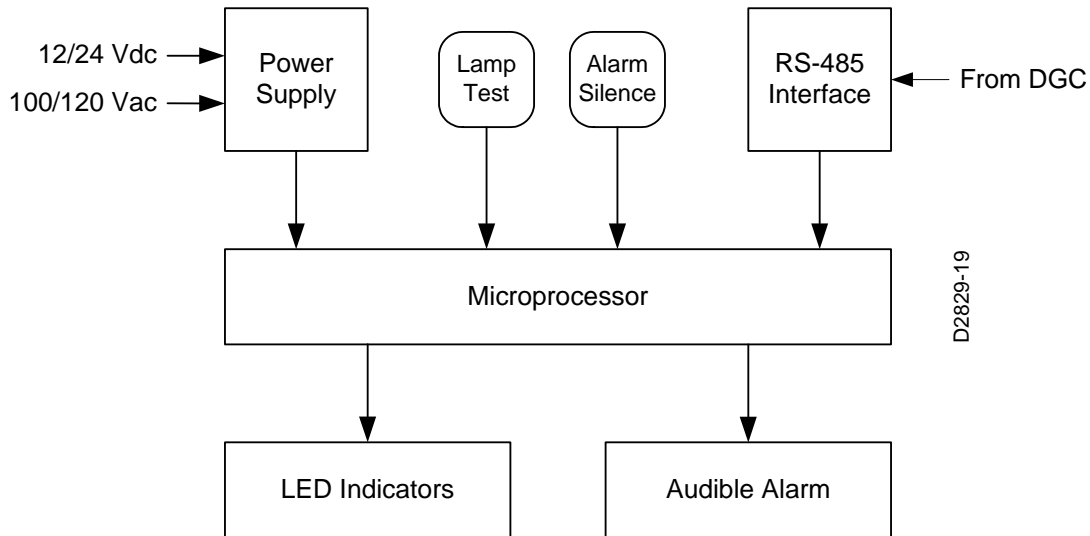 12/24 Vdc
100/120 Vac
Power
Supply
Lamp
Test
Alarm
Silence
RS-485
Interface
From DGC
Microprocessor
D2829-19
LED Indicators
Audible Alarm